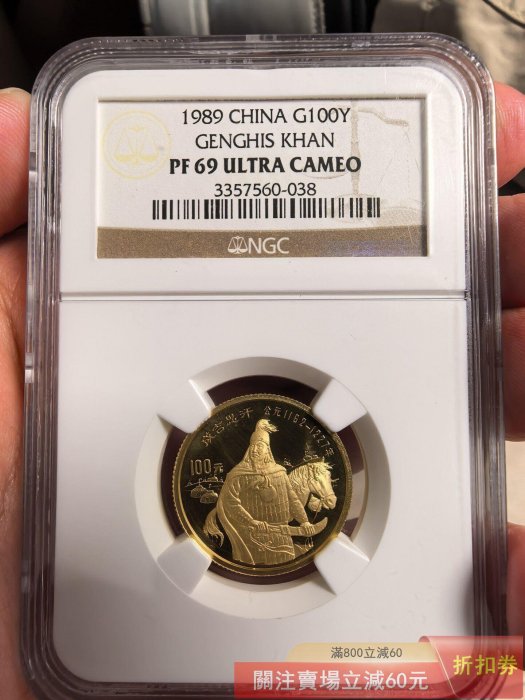 1989 CHINA G100Y
GENGHIS KHAN
PF 69 ULTRA CAMEO
3357560-038
NGC
成吉思汗 公元1162-1227年
100元
滿800立減60
關注賣場立減60元
折扣券